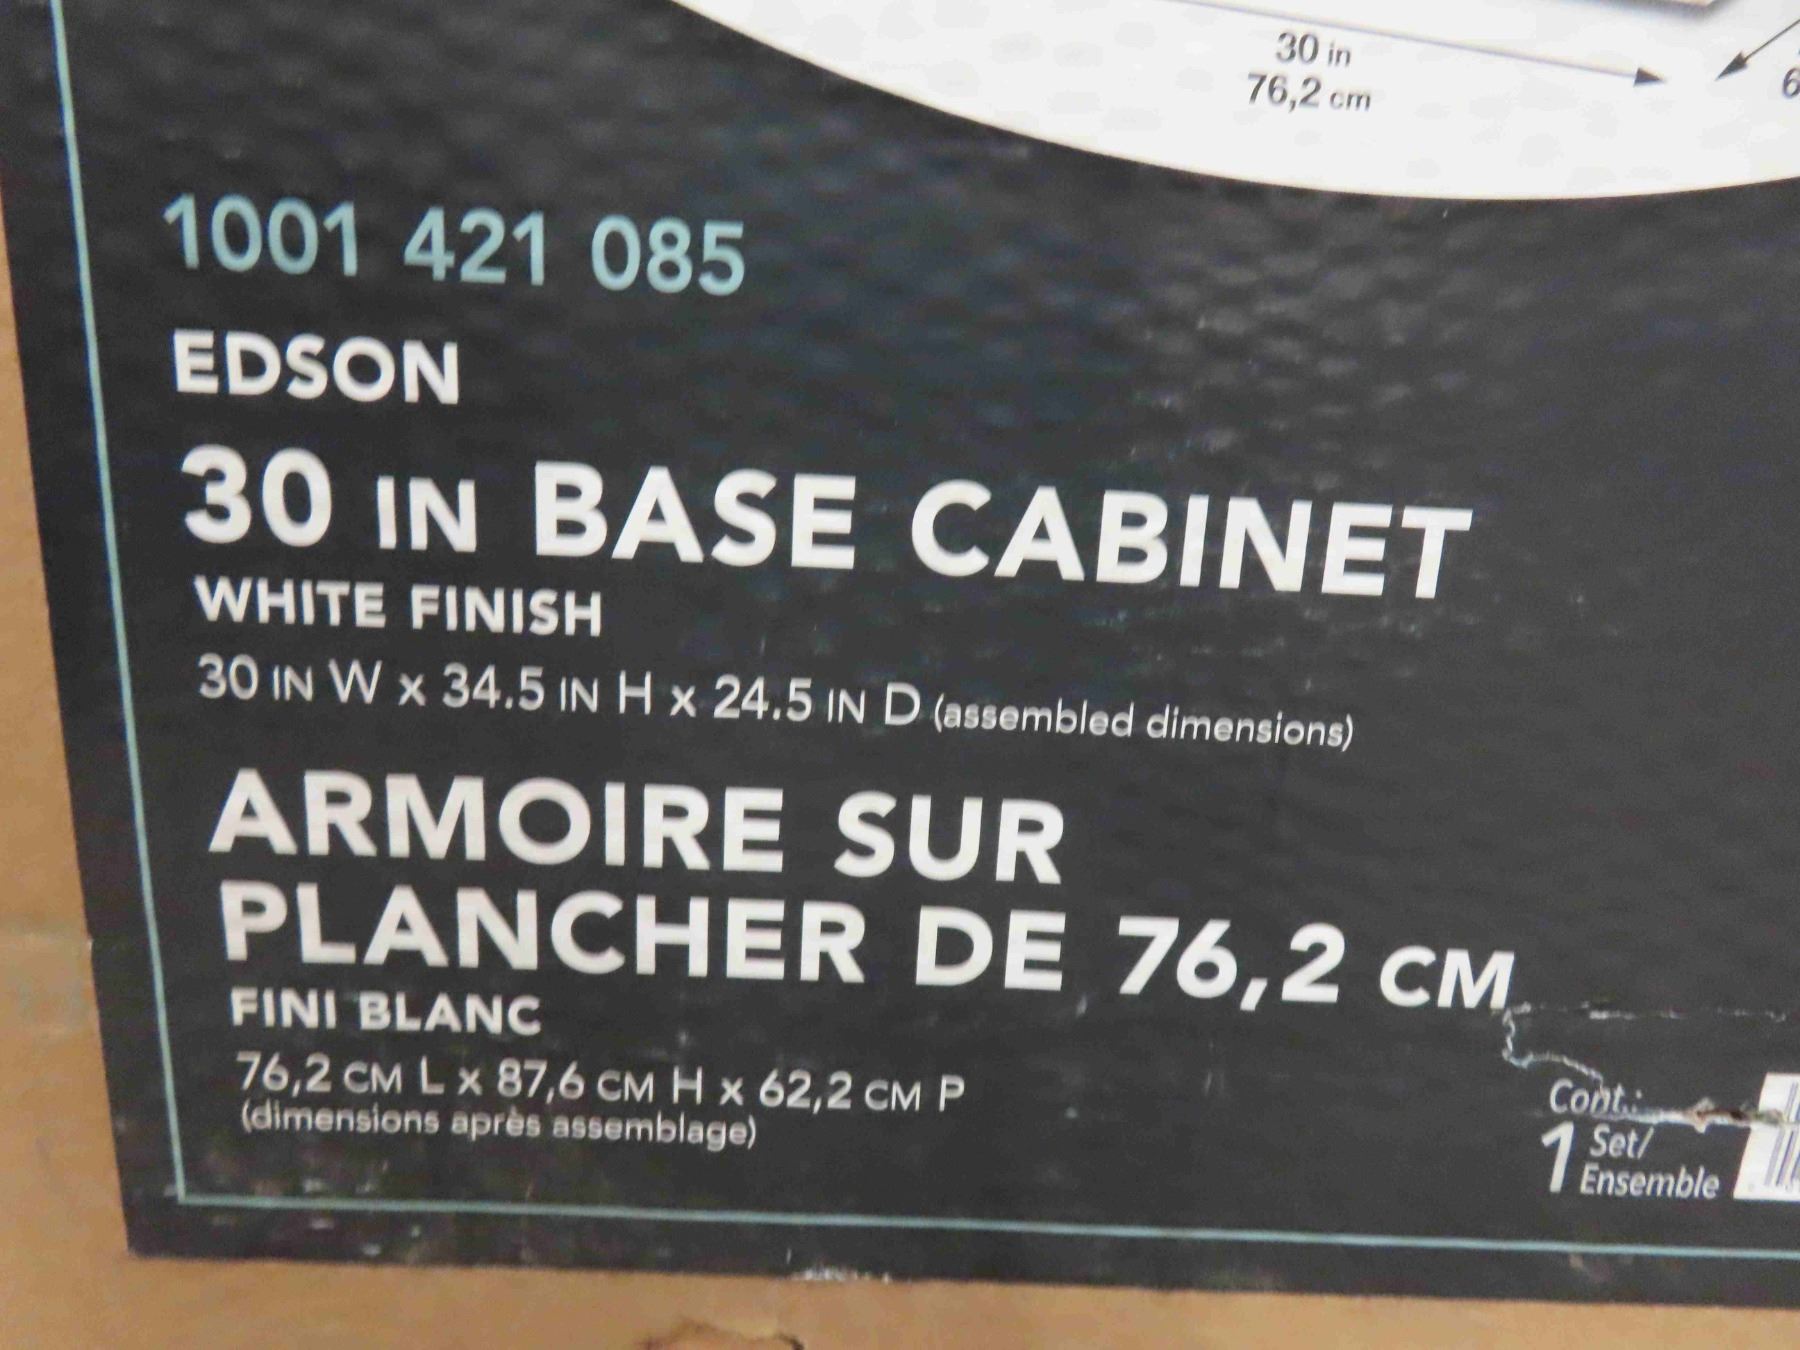 30 in
76,2 cm
6
1001 421 085
EDSON
30 IN BASE CABINET
WHITE FINISH
30 IN W x 34.5 IN H x 24.5 IN D (assembled dimensions)
ARMOIRE SUR
PLANCHER DE 76,2 CM
FINI BLANC
76,2 CM L x 87,6 CM H x 62,2 CM P
(dimensions après assemblage)
Cont.:
1 Set/
Ensemble